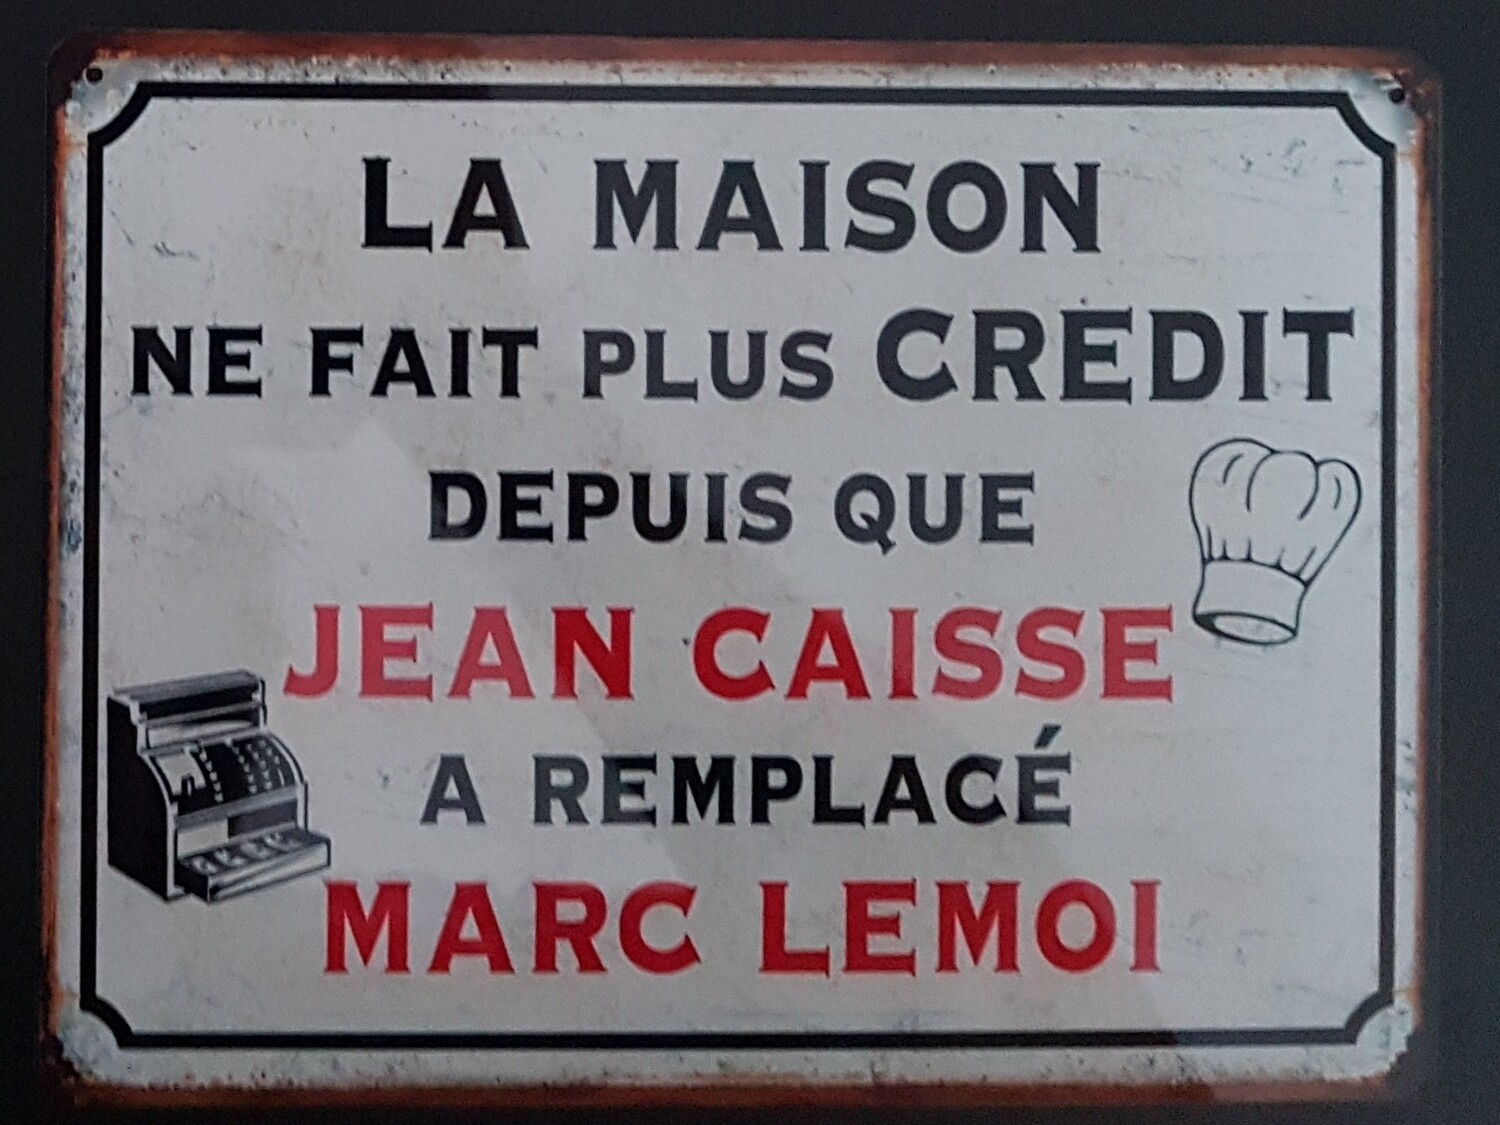 LA MAISON
NE FAIT PLUS CREDIT
DEPUIS QUE
JEAN CAISSE
A REMPLACÉ
MARC LEMOI